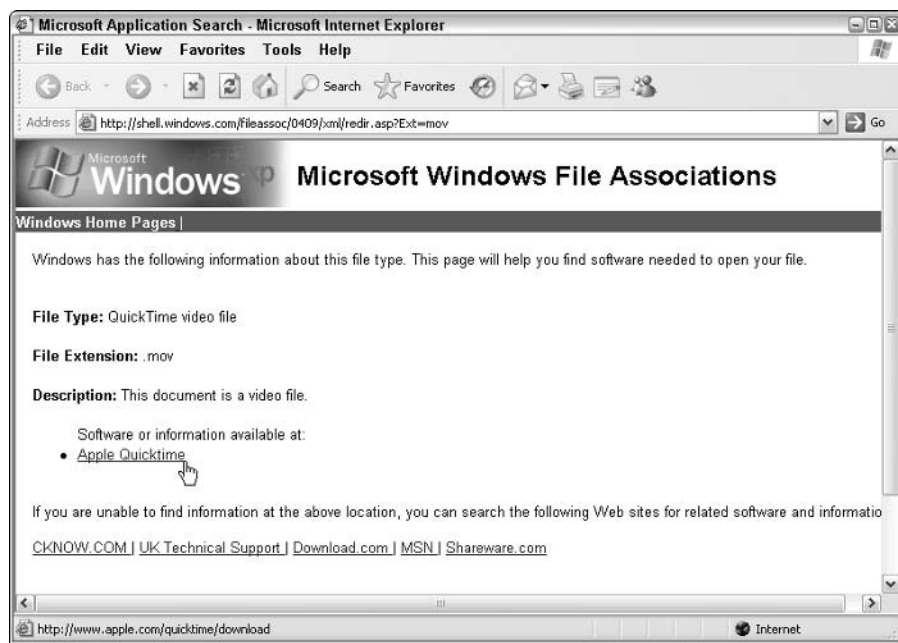 Microsoft Application Search - Microsoft Internet Explorer
File Edit View Favorites Tools Help
Back Search Favorites
Address http://shell.windows.com/fileassoc/0409/xml/redir.asp?Ext=mov Go
Microsoft
Windows xp Microsoft Windows File Associations
Windows Home Pages |
Windows has the following information about this file type. This page will help you find software needed to open your file.
File Type: QuickTime video file
File Extension: .mov
Description: This document is a video file.
Software or information available at:
• Apple Quicktime
If you are unable to find information at the above location, you can search the following Web sites for related software and informatio
CKNOW.COM | UK Technical Support | Download.com | MSN | Shareware.com
http://www.apple.com/quicktime/download Internet